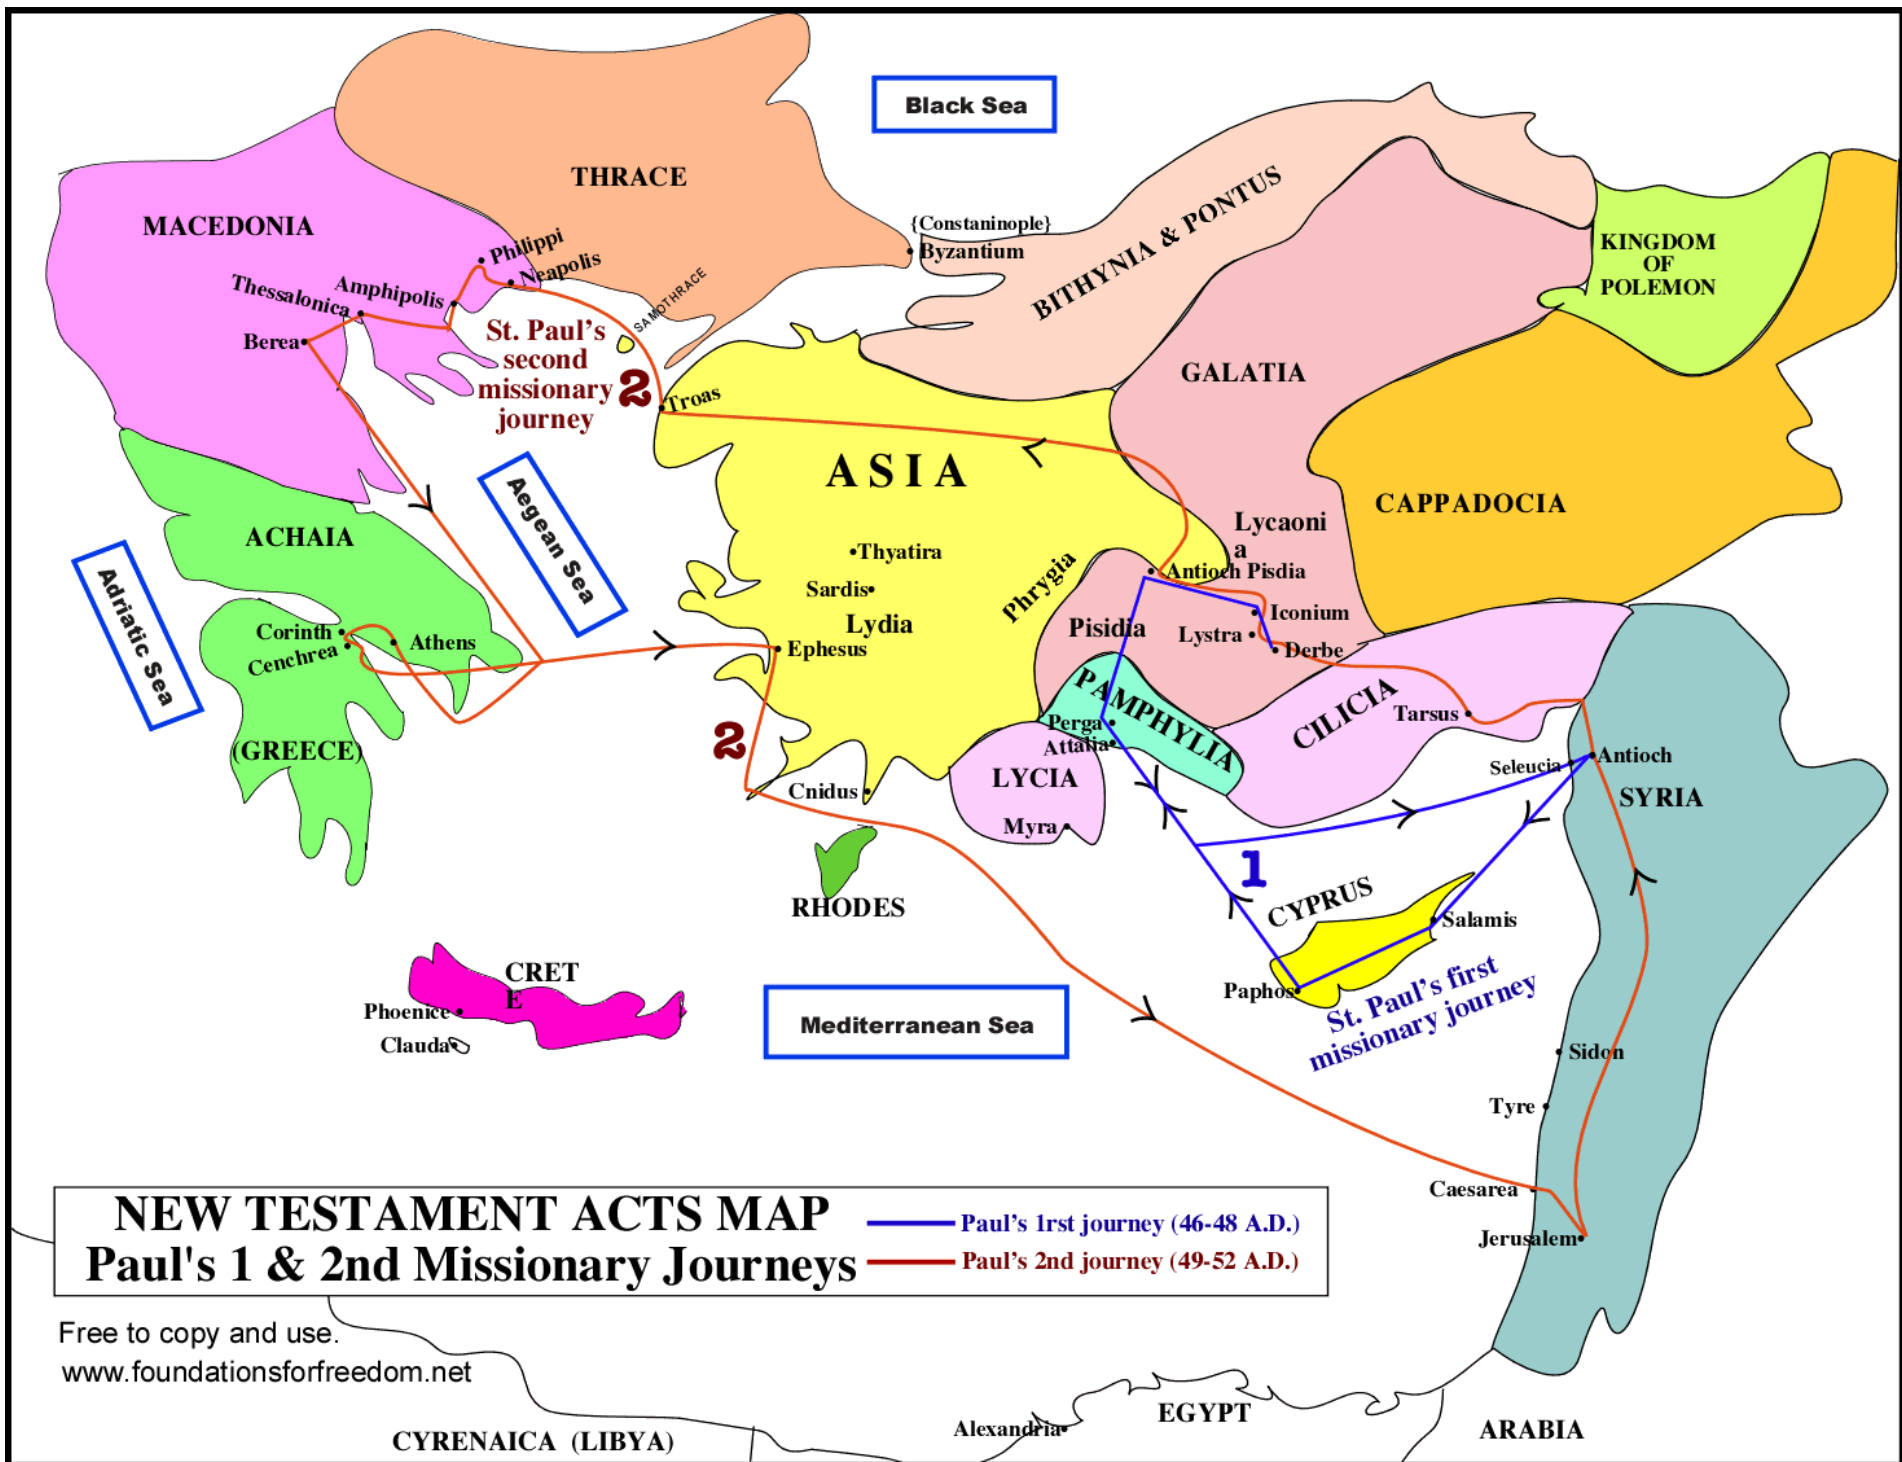 Black Sea
THRACE
MACEDONIA
{Constaninople}
Byzantium
BITHYNIA & PONTUS
KINGDOM
OF
POLEMON
Philippi
Neapolis
Amphipolis
Thessalonica
Berea
SAMOTHRACE
St. Paul's
second
missionary
journey
2
Troas
GALATIA
ASIA
CAPPADOCIA
Aegean Sea
ACHAIA
Adriatic Sea
Lycaoni
a
Thyatira
Sardis
Lydia
Phrygia
Antioch Pisdia
Iconium
Lystra
Derbe
Pisidia
Corinth
Cenchrea
Athens
Ephesus
PAMPHYLIA
Perga
Attalia
CILICIA
Tarsus
(GREECE)
2
LYCIA
Cnidus
Myra
Seleucia
Antioch
SYRIA
1
CYPRUS
Salamis
Paphos
St. Paul's first
missionary journey
RHODES
CRET
E
Phoenice
Clauda
Mediterranean Sea
Sidon
Tyre
Caesarea
Jerusalem
NEW TESTAMENT ACTS MAP
Paul's 1 & 2nd Missionary Journeys
Paul's 1rst journey (46-48 A.D.)
Paul's 2nd journey (49-52 A.D.)
Free to copy and use.
www.foundationsforfreedom.net
CYRENAICA (LIBYA)
Alexandria
EGYPT
ARABIA